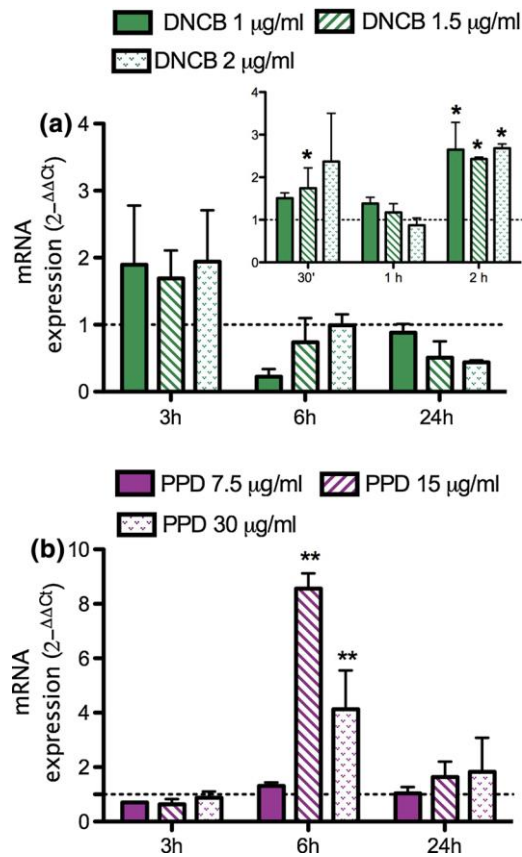 DNCB 1 μg/ml DNCB 1.5 μg/ml
DNCB 2 μg/ml
(a)
mRNA
expression (2–ΔΔCt)
4
3
2
1
0
3h 6h 24h
4
3
2
1
0
* * * *
30' 1 h 2 h
PPD 7.5 μg/ml PPD 15 μg/ml
PPD 30 μg/ml
(b)
mRNA
expression (2–ΔΔCt)
10
8
6
4
2
0
** **
3h 6h 24h